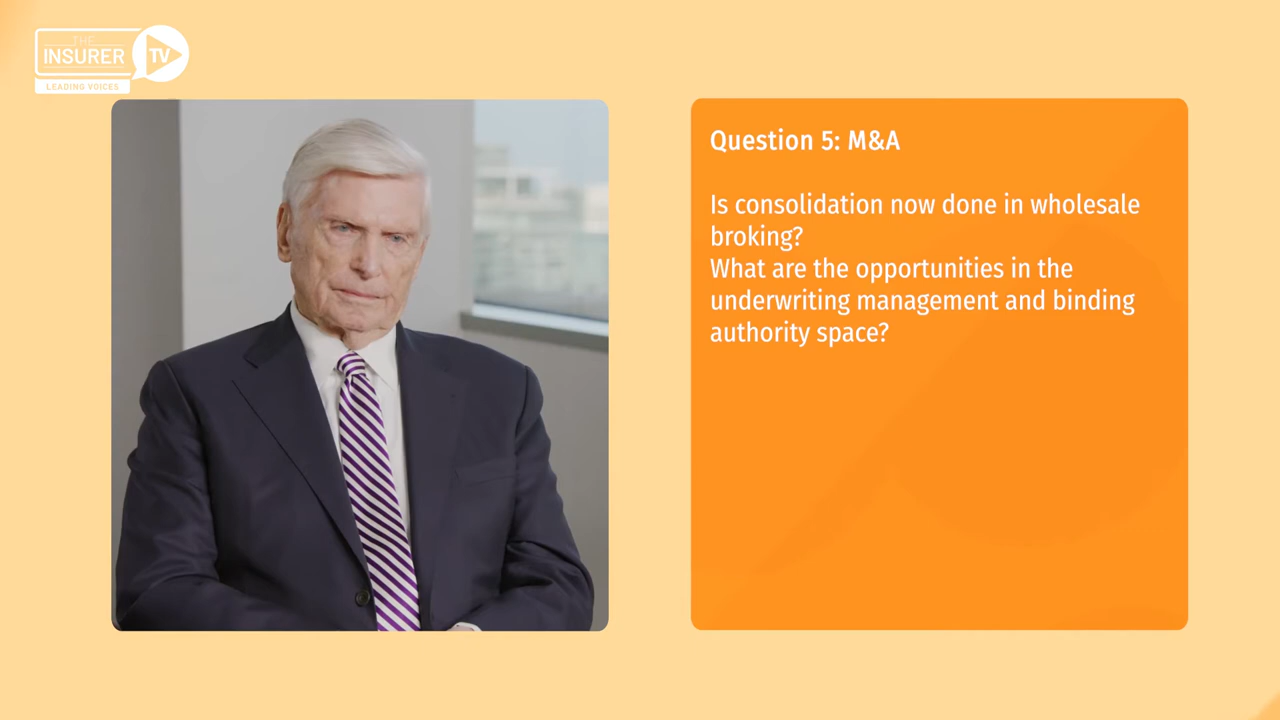 THE
INSURER
TV
LEADING VOICES
Question 5: M&A
Is consolidation now done in wholesale
broking?
What are the opportunities in the
underwriting management and binding
authority space?